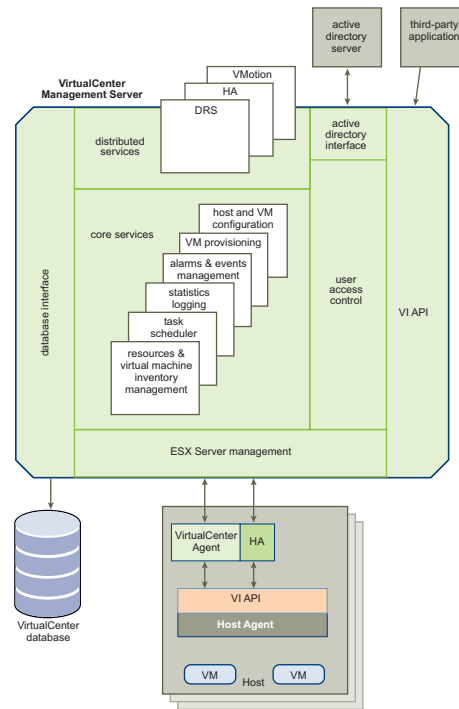 active
directory
server
third-party
application
VirtualCenter
Management Server
VMotion
HA
DRS
distributed
services
active
directory
interface
core services
host and VM
configuration
VM provisioning
alarms & events
management
statistics
logging
task
scheduler
resources &
virtual machine
inventory
management
user
access
control
VI API
database interface
ESX Server management
VirtualCenter
Agent
HA
VI API
Host Agent
VM
Host
VM
VirtualCenter
database